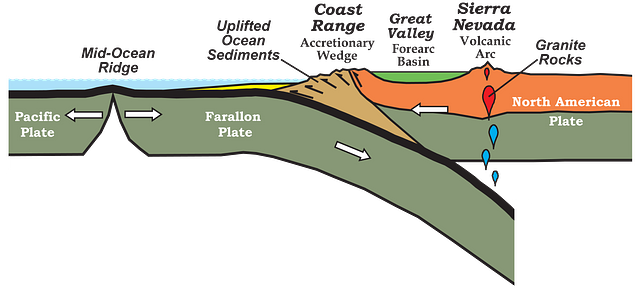 Mid-Ocean
Ridge
Uplifted
Ocean
Sediments
Coast
Range
Accretionary
Wedge
Great
Valley
Forearc
Basin
Sierra
Nevada
Volcanic
Arc
Granite
Rocks
Pacific
Plate
Farallon
Plate
North American
Plate